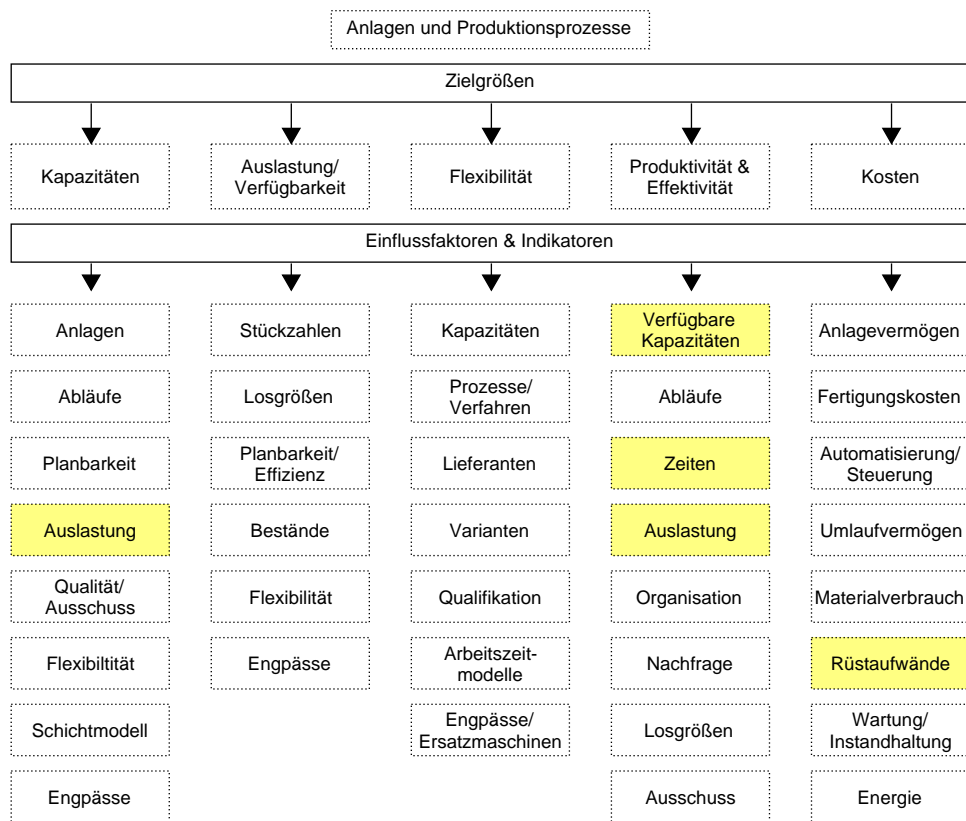 Anlagen und Produktionsprozesse
Zielgrößen
Kapazitäten
Auslastung/
Verfügbarkeit
Flexibilität
Produktivität &
Effektivität
Kosten
Einflussfaktoren & Indikatoren
Anlagen
Abläufe
Planbarkeit
Auslastung
Qualität/
Ausschuss
Flexibiltität
Schichtmodell
Engpässe
Stückzahlen
Losgrößen
Planbarkeit/
Effizienz
Bestände
Flexibilität
Engpässe
Kapazitäten
Prozesse/
Verfahren
Lieferanten
Varianten
Qualifikation
Arbeitszeit-
modelle
Engpässe/
Ersatzmaschinen
Verfügbare
Kapazitäten
Abläufe
Zeiten
Auslastung
Organisation
Nachfrage
Losgrößen
Ausschuss
Anlagevermögen
Fertigungskosten
Automatisierung/
Steuerung
Umlaufvermögen
Materialverbrauch
Rüstaufwände
Wartung/
Instandhaltung
Energie